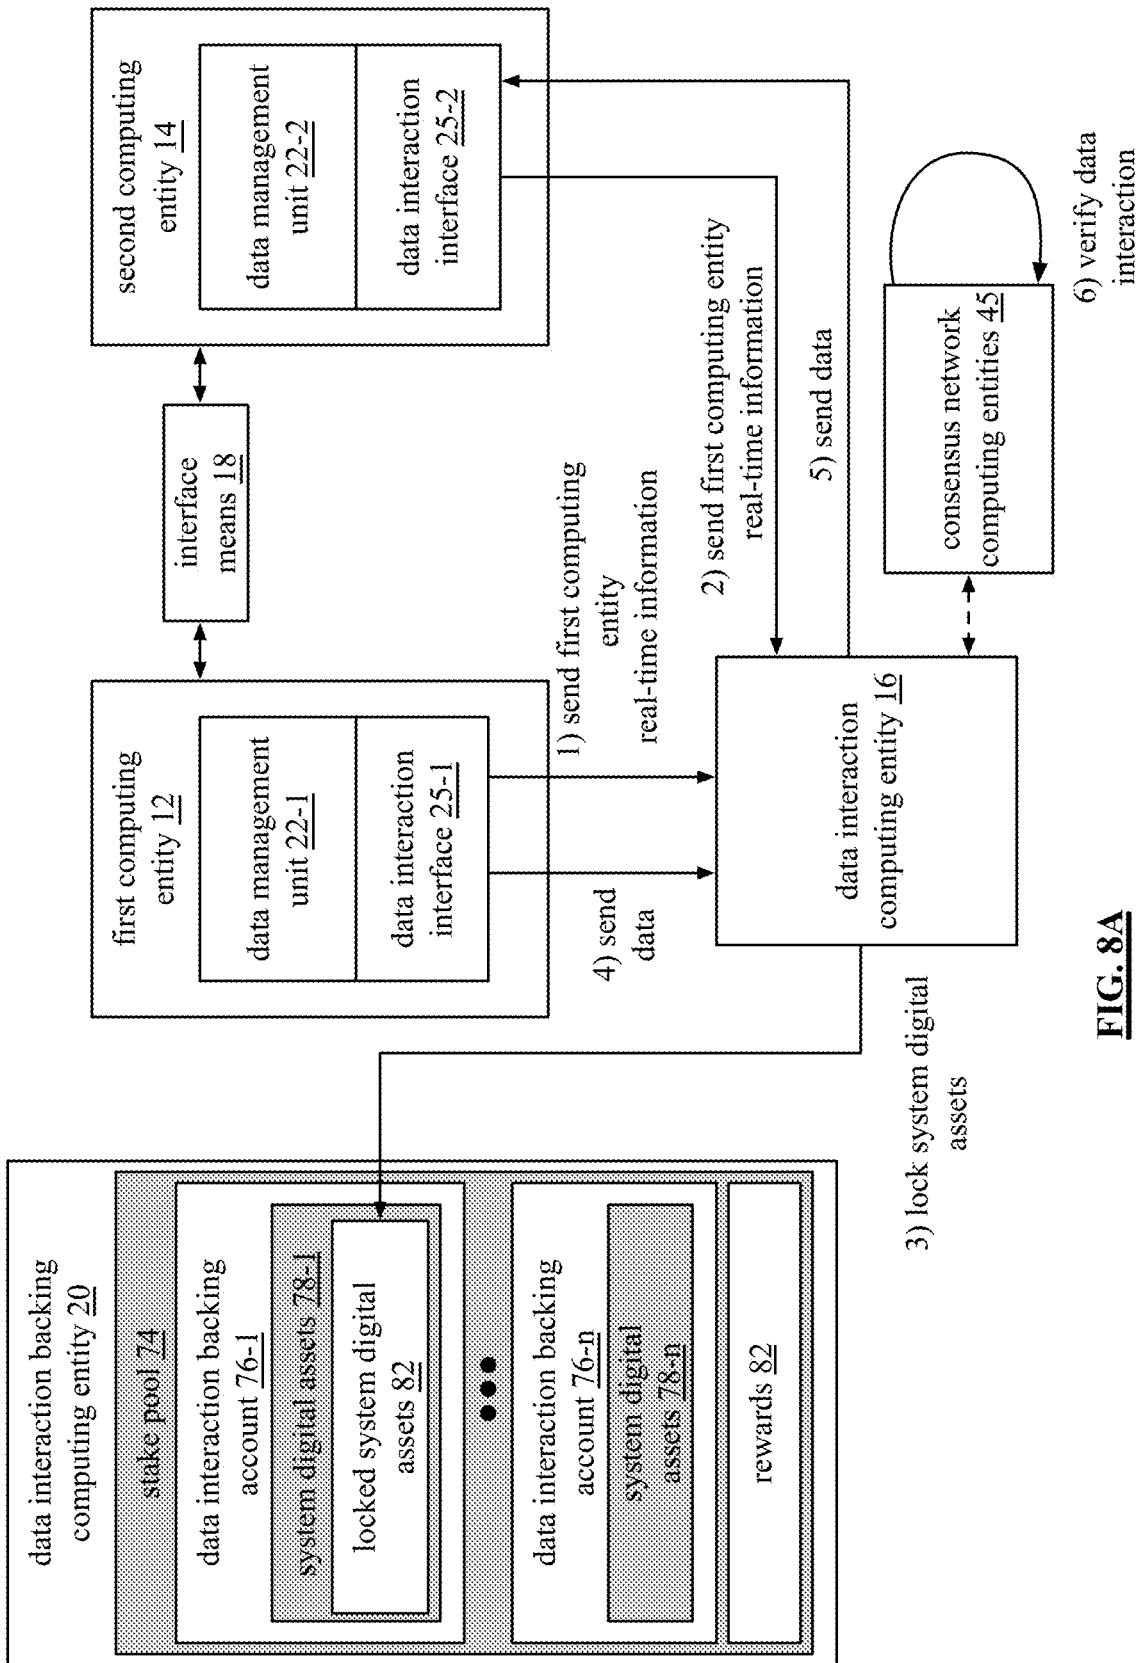 data interaction backing
computing entity 20
stake pool 74
data interaction backing
account 76-1
system digital assets 78-1
locked system digital
assets 82
data interaction backing
account 76-n
system digital
assets 78-n
rewards 82
first computing
entity 12
data management
unit 22-1
data interaction
interface 25-1
interface
means 18
second computing
entity 14
data management
unit 22-2
data interaction
interface 25-2
1) send first computing
entity
real-time information
2) send first computing entity
real-time information
3) lock system digital
assets
4) send
data
5) send data
data interaction
computing entity 16
consensus network
computing entities 45
6) verify data
interaction
FIG. 8A